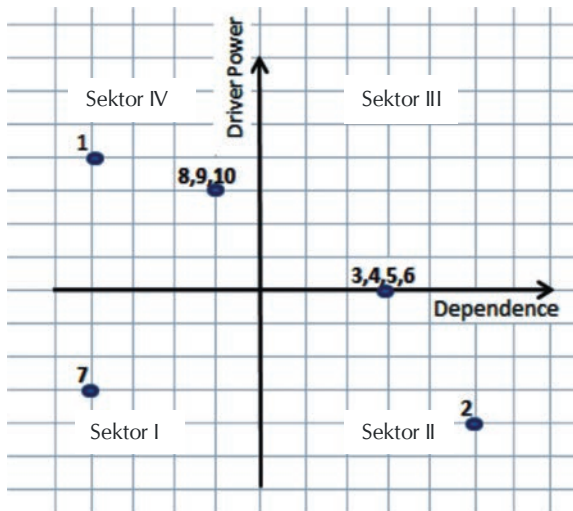 Driver Power
Sektor IV
Sektor III
1
8,9,10
3,4,5,6
Dependence
7
2
Sektor I
Sektor II